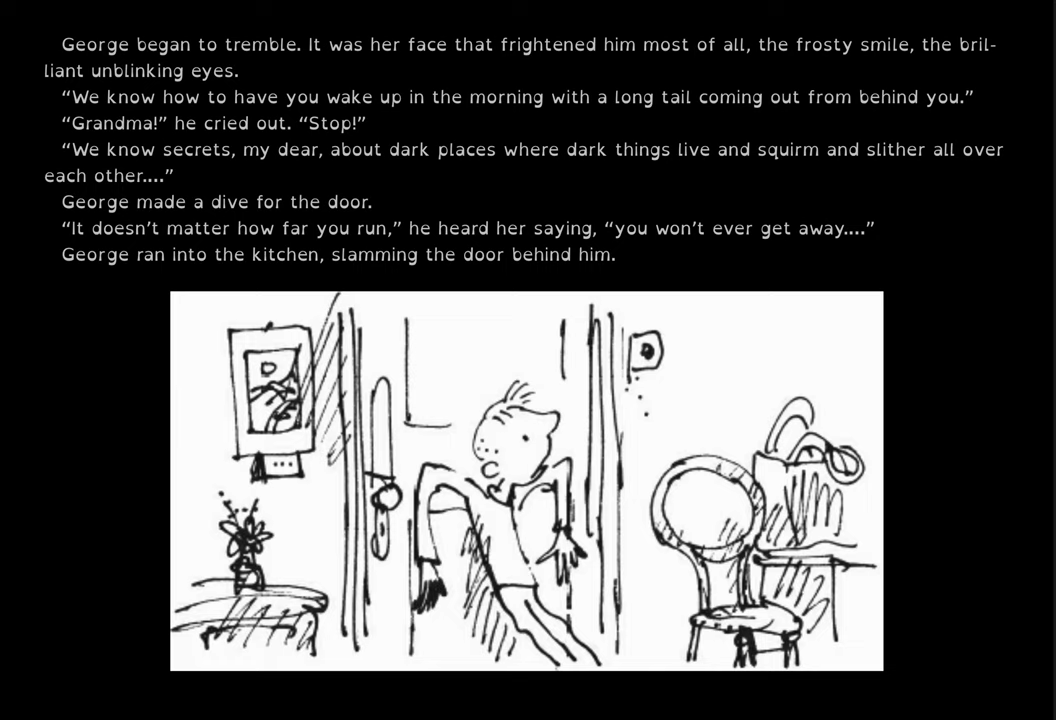 George began to tremble. It was her face that frightened him most of all, the frosty smile, the bril-
liant unblinking eyes.
“We know how to have you wake up in the morning with a long tail coming out from behind you.”
“Grandma!” he cried out. “Stop!”
“We know secrets, my dear, about dark places where dark things live and squirm and slither all over
each other....”
George made a dive for the door.
“It doesn’t matter how far you run,” he heard her saying, “you won’t ever get away....”
George ran into the kitchen, slamming the door behind him.